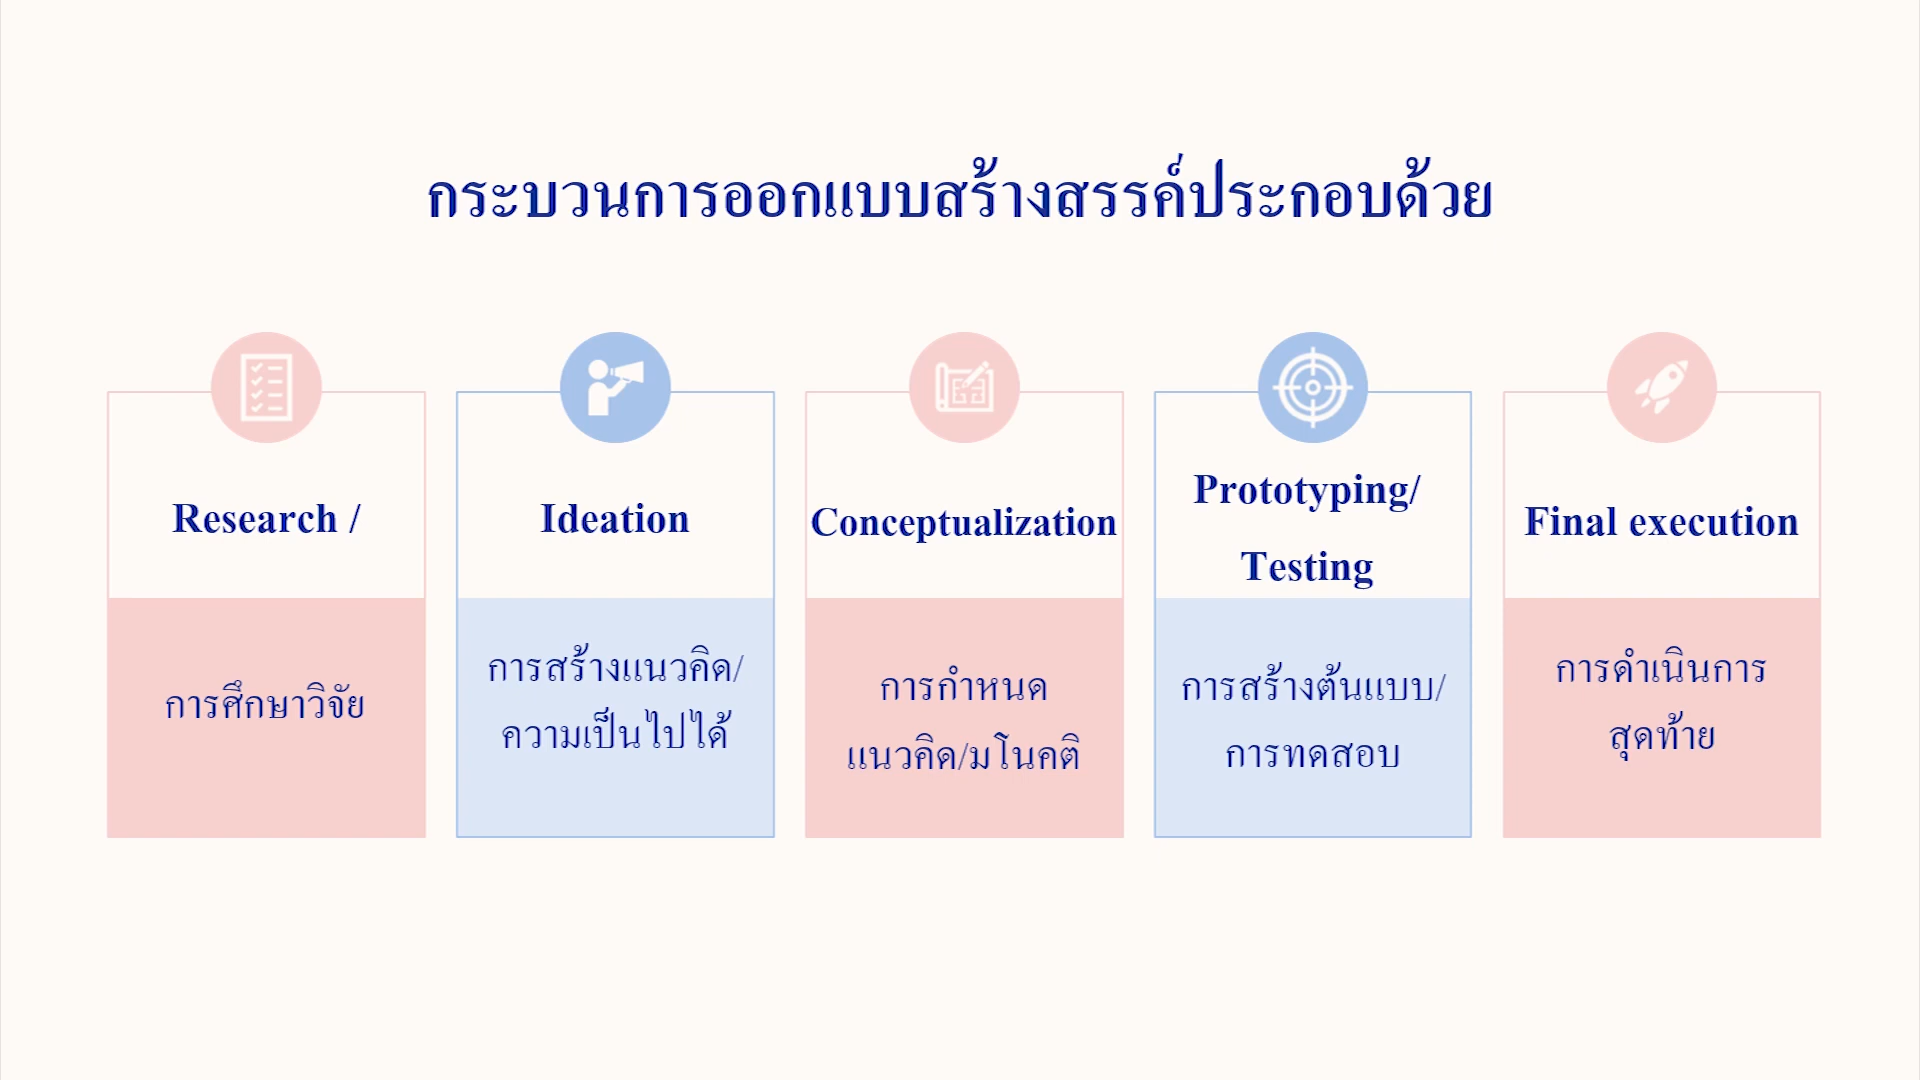 กระบวนการออกแบบสร้างสรรค์ประกอบด้วย
Research /
การศึกษาวิจัย
Ideation
การสร้างแนวคิด/
ความเป็นไปได้
Conceptualization
การกำหนด
แนวคิด/มโนคติ
Prototyping/
Testing
การสร้างต้นแบบ/
การทดสอบ
Final execution
การดำเนินการ
สุดท้าย